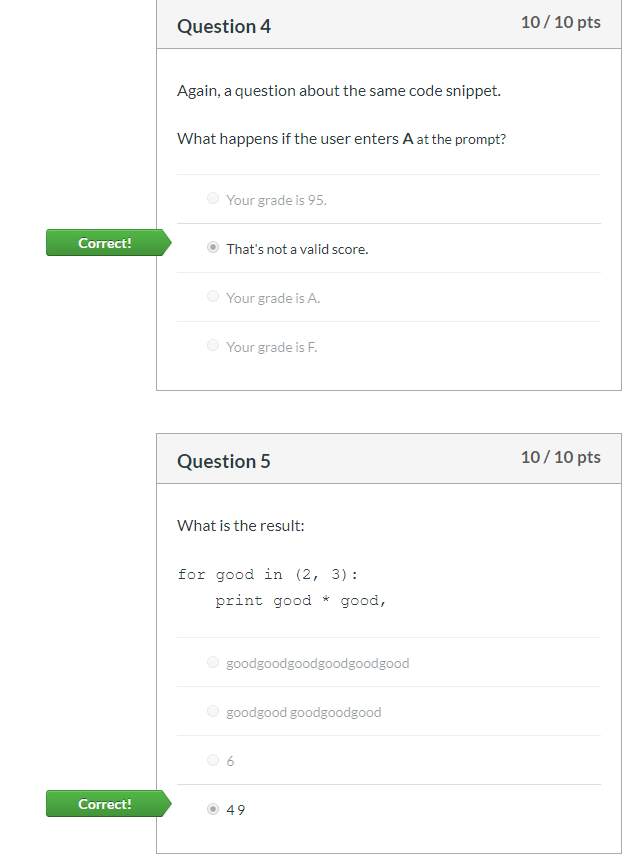 Question 4
10 / 10 pts
Again, a question about the same code snippet.
What happens if the user enters A at the prompt?
Your grade is 95.
Correct!
That's not a valid score.
Your grade is A.
Your grade is F.
Question 5
10 / 10 pts
What is the result:
for good in (2, 3):
    print good * good,
goodgoodgoodgoodgoodgood
goodgood goodgoodgood
6
Correct!
4 9